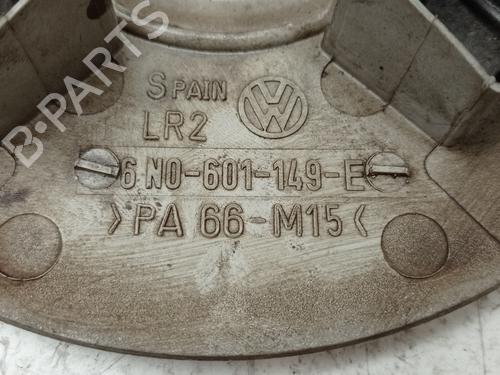 B-PARTS
SPAIN
LR2
6N0-601-149-E
>PA 66-M15<